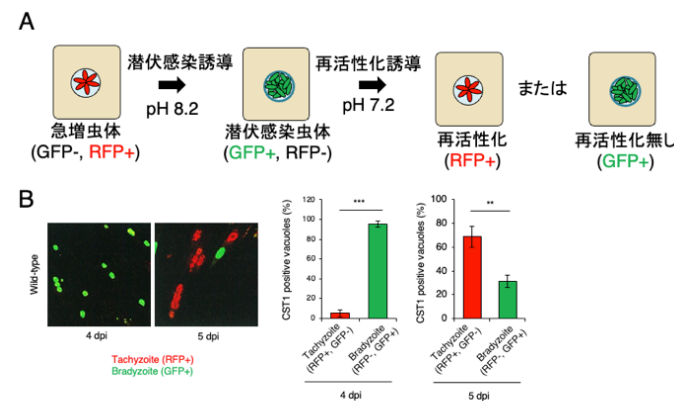 A
潜伏感染誘導
pH 8.2
再活性化誘導
pH 7.2
または
急増虫体
(GFP-, RFP+)
潜伏感染虫体
(GFP+, RFP-)
再活性化
(RFP+)
再活性化無し
(GFP+)
B
Wild-type
4 dpi
5 dpi
Tachyzoite (RFP+)
Bradyzoite (GFP+)
CST1 positive vacuoles (%)
120
100
80
60
40
20
0
***
Tachyzoite
(RFP+, GFP-)
Bradyzoite
(RFP-, GFP+)
4 dpi
CST1 positive vacuoles (%)
100
80
60
40
20
0
**
Tachyzoite
(RFP+, GFP-)
Bradyzoite
(RFP-, GFP+)
5 dpi